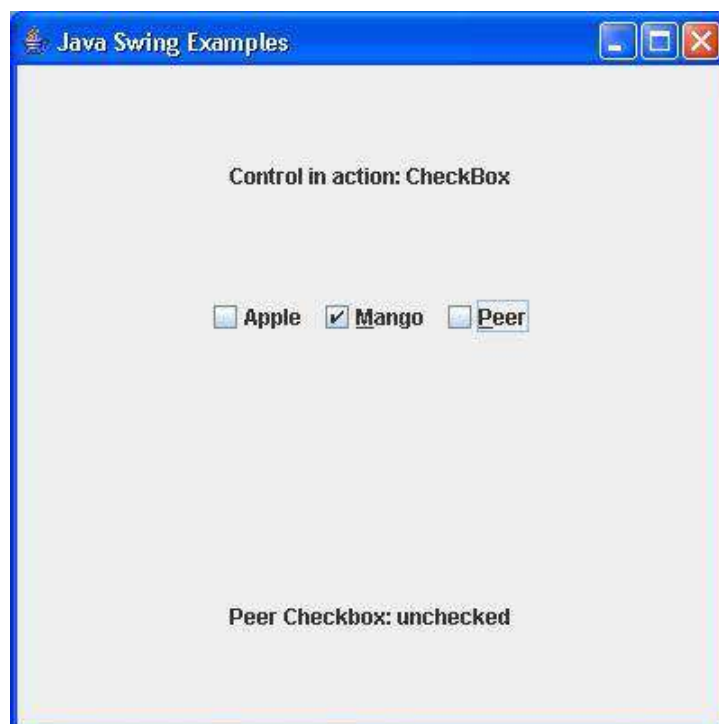 Java Swing Examples
Control in action: CheckBox
Apple Mango Peer
Peer Checkbox: unchecked